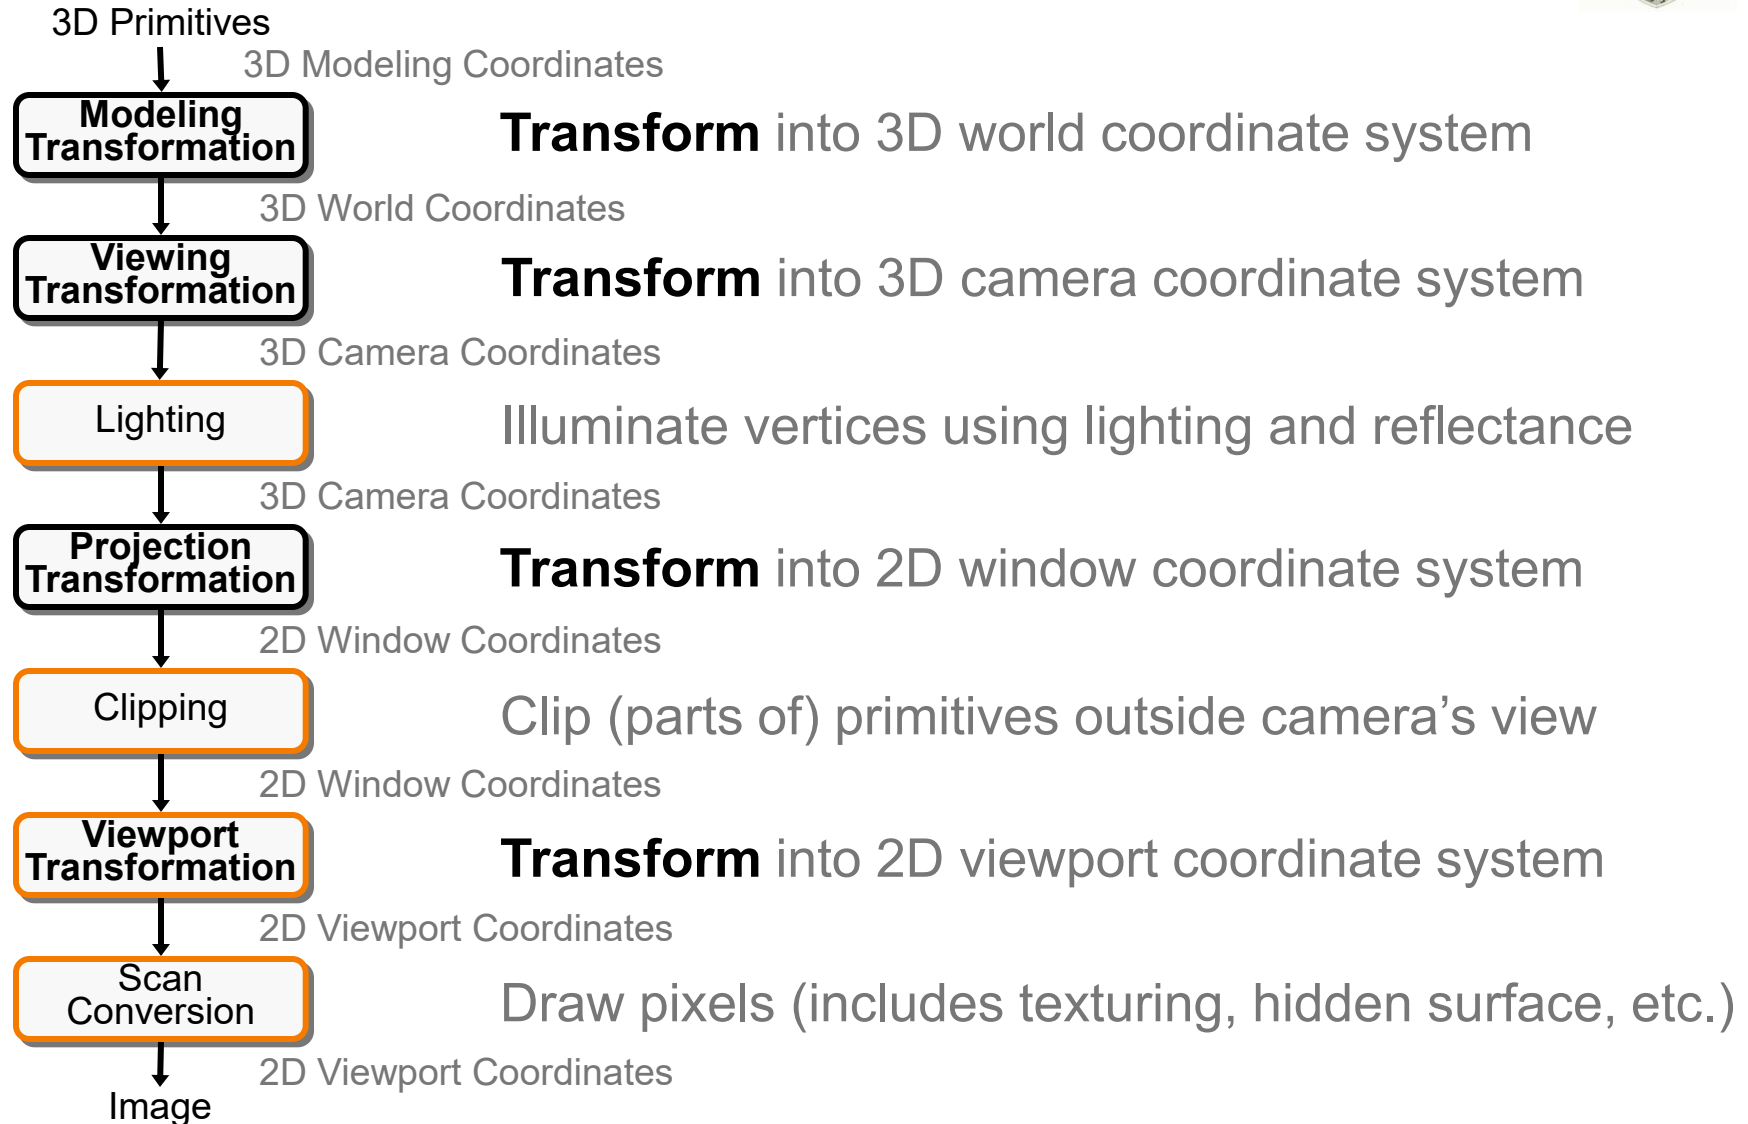 3D Primitives
3D Modeling Coordinates
Modeling
Transformation
Transform into 3D world coordinate system
3D World Coordinates
Viewing
Transformation
Transform into 3D camera coordinate system
3D Camera Coordinates
Lighting
Illuminate vertices using lighting and reflectance
3D Camera Coordinates
Projection
Transformation
Transform into 2D window coordinate system
2D Window Coordinates
Clipping
Clip (parts of) primitives outside camera’s view
2D Window Coordinates
Viewport
Transformation
Transform into 2D viewport coordinate system
2D Viewport Coordinates
Scan
Conversion
Draw pixels (includes texturing, hidden surface, etc.)
2D Viewport Coordinates
Image